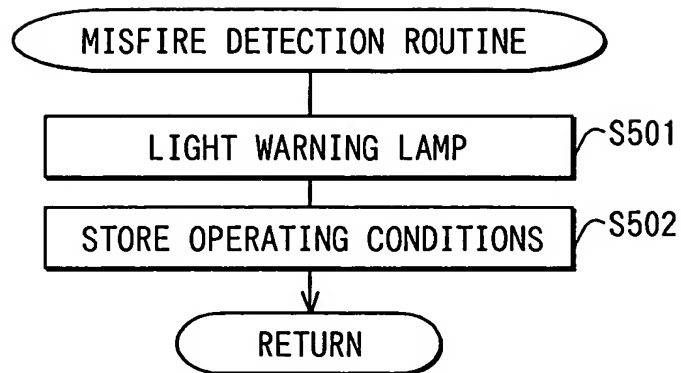 MISFIRE DETECTION ROUTINE
LIGHT WARNING LAMP
S501
STORE OPERATING CONDITIONS
S502
RETURN